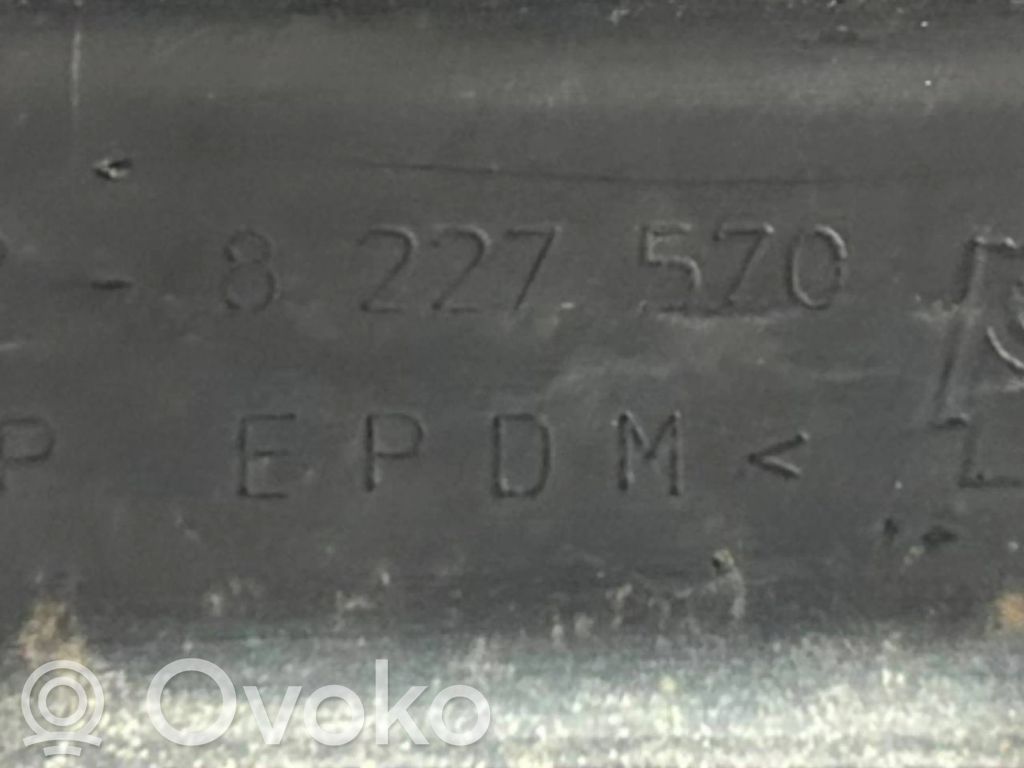 - 8 227 570
P EPDM<
Ovoko